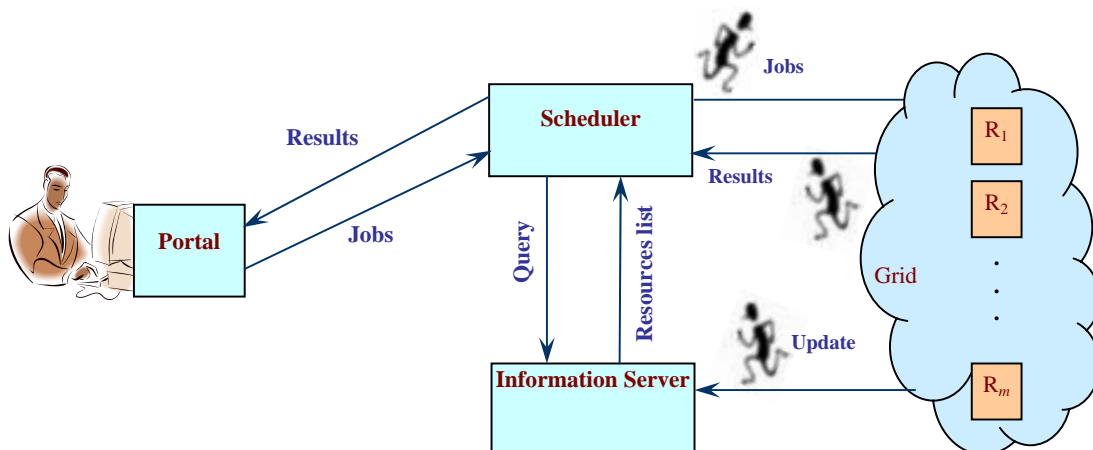 Jobs
Scheduler
R1
Results
Results
R2
Portal
Jobs
Query
Resources list
Grid
Update
Information Server
Rm